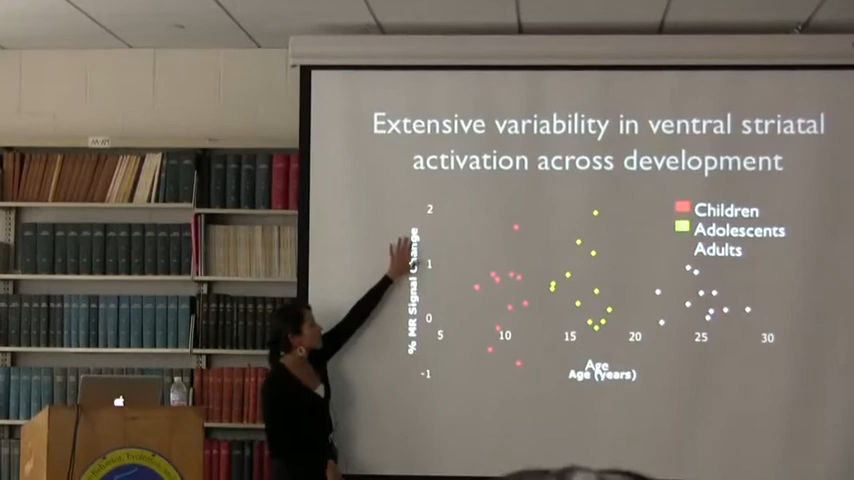 Extensive variability in ventral striatal
activation across development
2
1
0
-1
% MR Signal Change
5 10 15 20 25 30
Age
Age (years)
Children
Adolescents
Adults